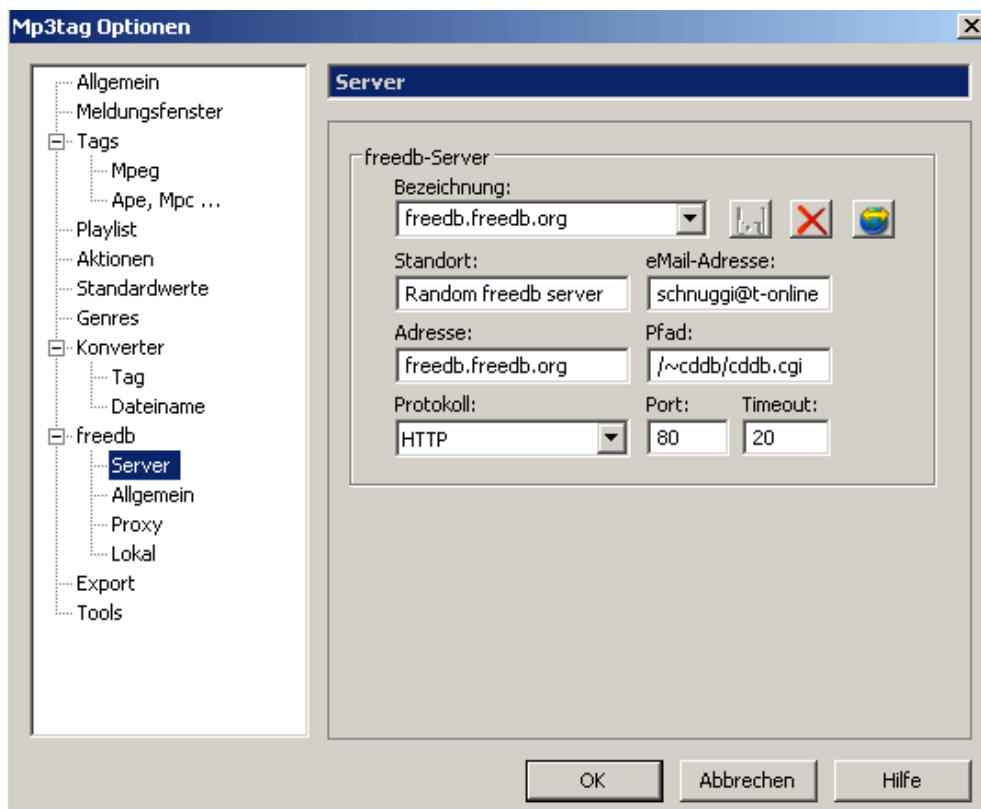 Mp3tag Optionen
Allgemein
Meldungsfenster
Tags
Mpeg
Ape, Mpc ...
Playlist
Aktionen
Standardwerte
Genres
Konverter
Tag
Dateiname
freedb
Server
Allgemein
Proxy
Lokal
Export
Tools
Server
freedb-Server
Bezeichnung:
freedb.freedb.org
Standort: eMail-Adresse:
Random freedb server schnuggi@t-online
Adresse: Pfad:
freedb.freedb.org /~cddb/cddb.cgi
Protokoll: Port: Timeout:
HTTP 80 20
OK Abbrechen Hilfe